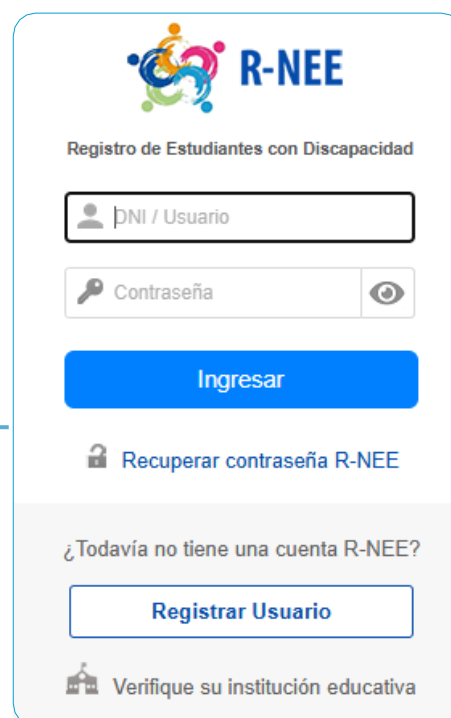 R-NEE
Registro de Estudiantes con Discapacidad
DNI / Usuario
Contraseña
Ingresar
Recuperar contraseña R-NEE
¿Todavía no tiene una cuenta R-NEE?
Registrar Usuario
Verifique su institución educativa